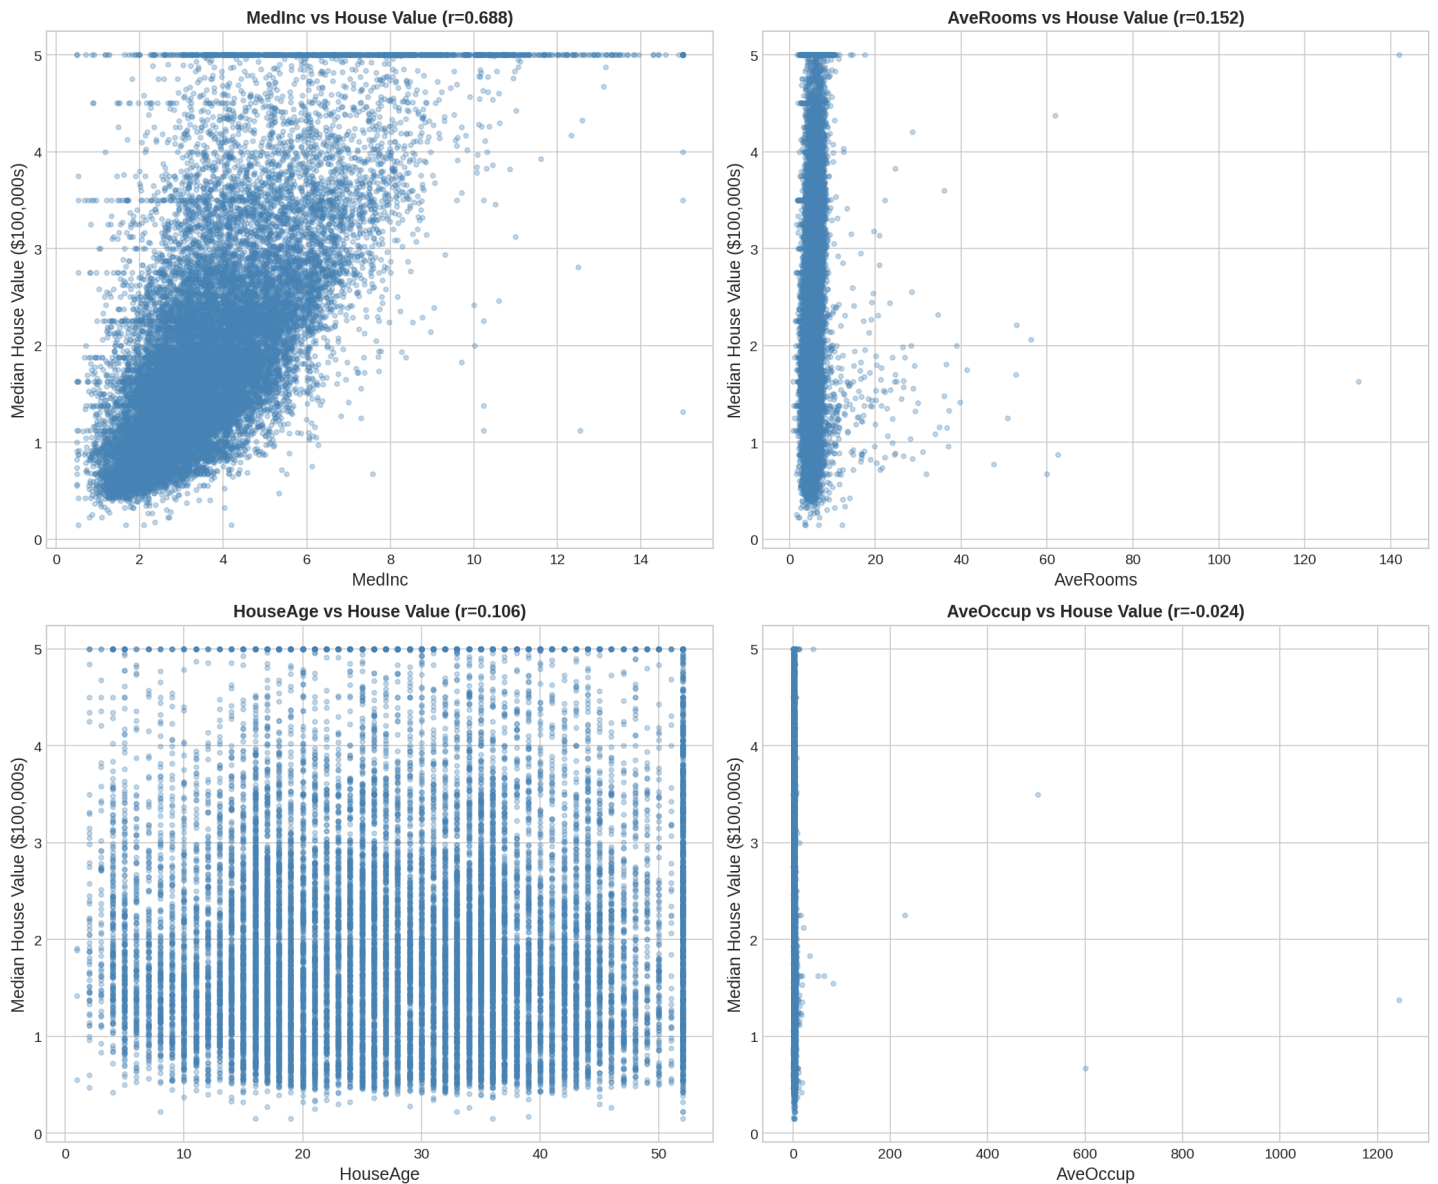 MedInc vs House Value (r=0.688)
5
4
3
2
1
0
Median House Value ($100,000s)
0 2 4 6 8 10 12 14
MedInc
AveRooms vs House Value (r=0.152)
5
4
3
2
1
0
Median House Value ($100,000s)
0 20 40 60 80 100 120 140
AveRooms
HouseAge vs House Value (r=0.106)
5
4
3
2
1
0
Median House Value ($100,000s)
0 10 20 30 40 50
HouseAge
AveOccup vs House Value (r=-0.024)
5
4
3
2
1
0
Median House Value ($100,000s)
0 200 400 600 800 1000 1200
AveOccup